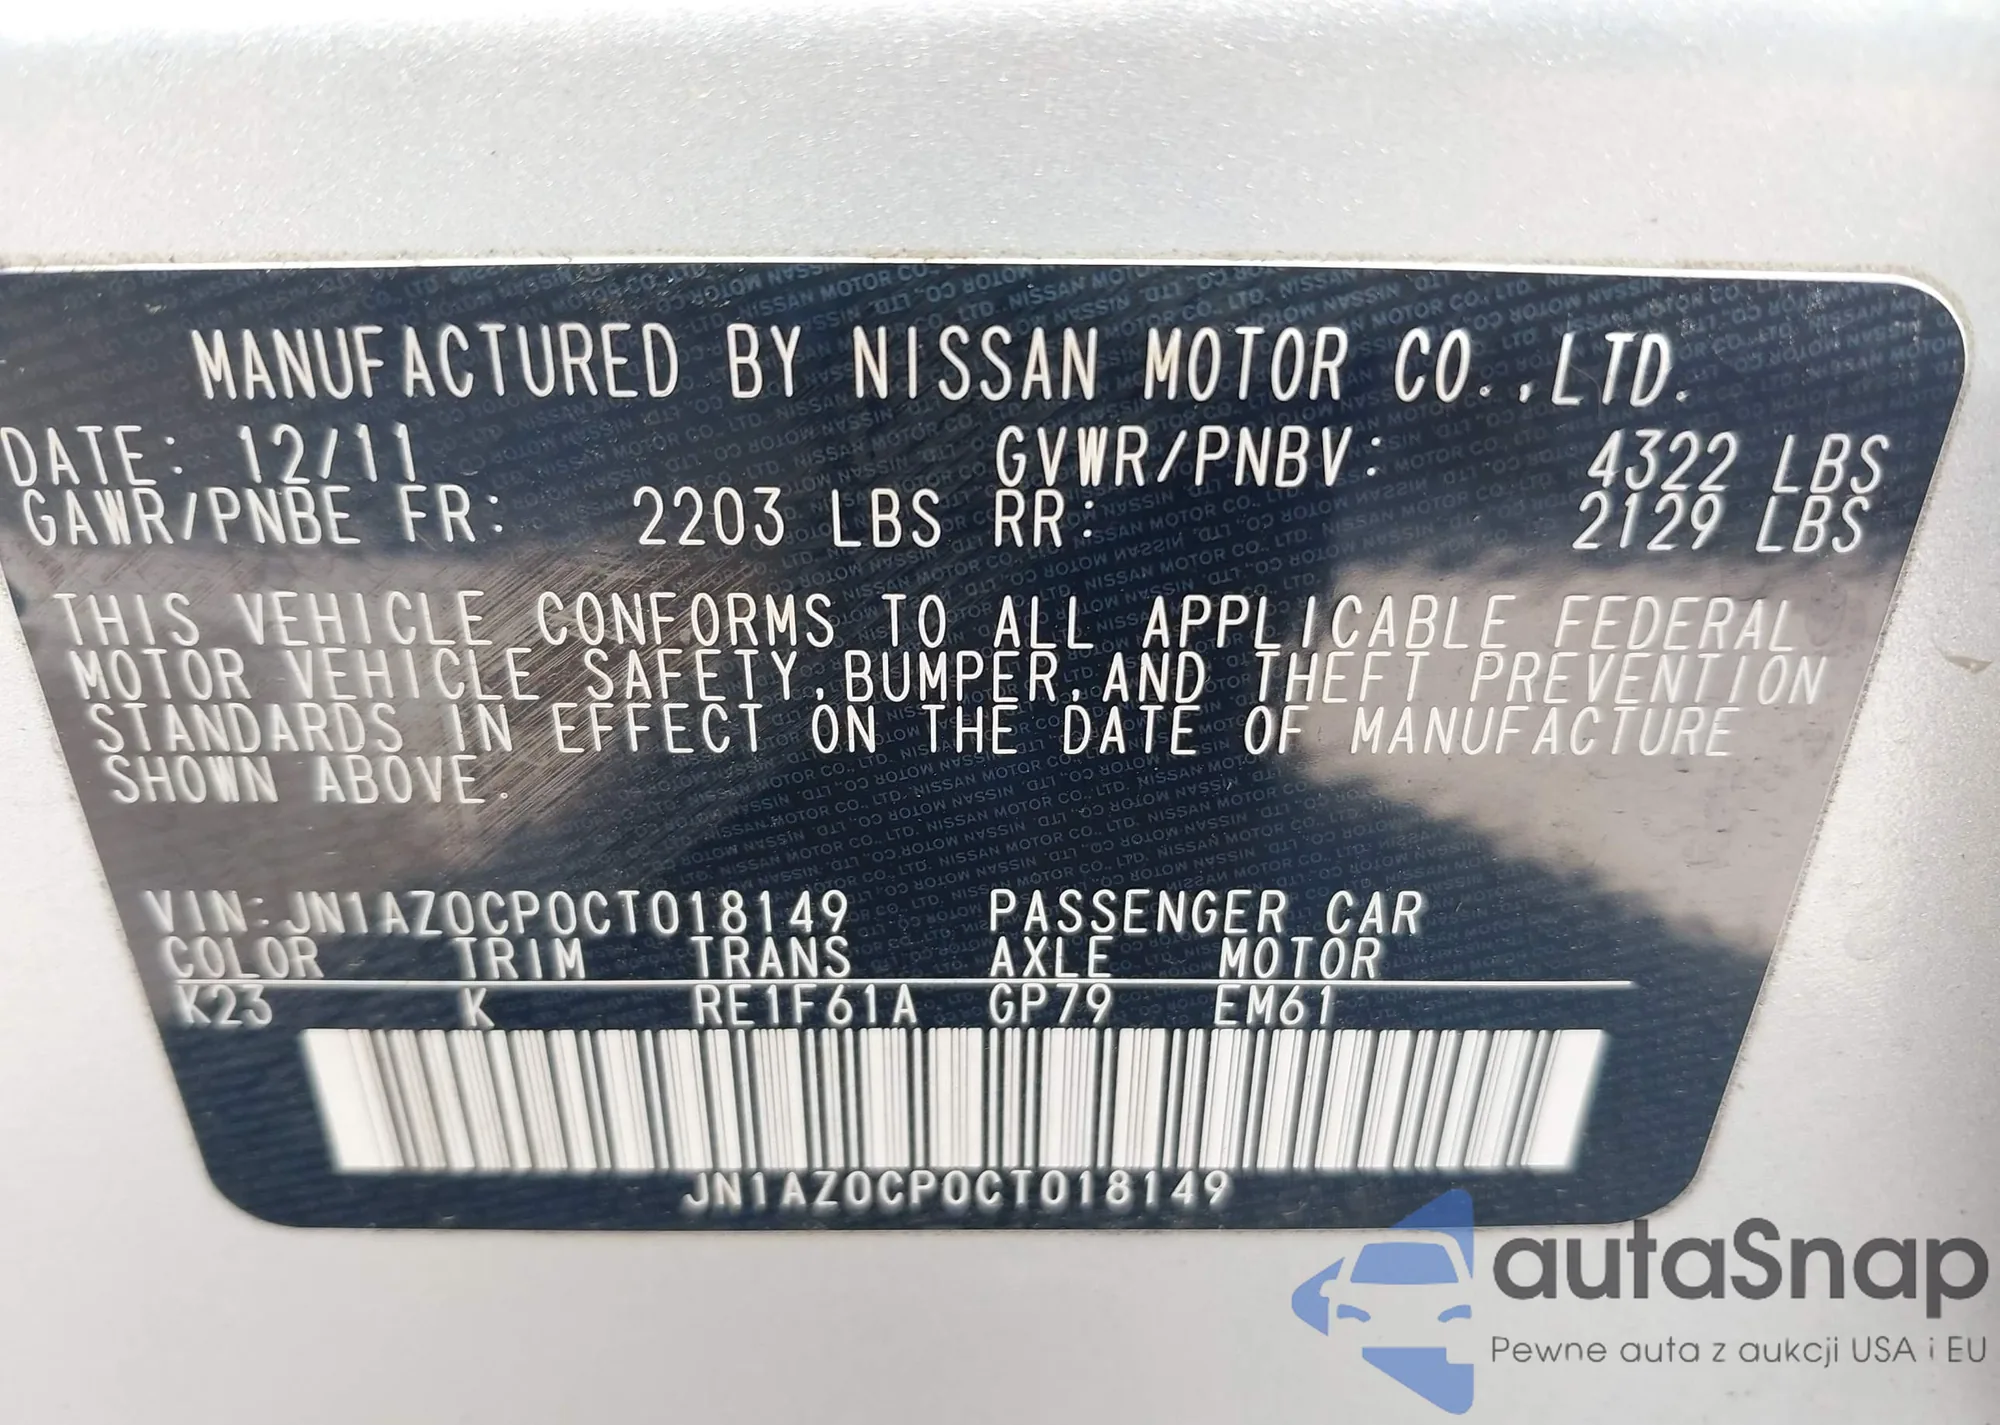 MANUFACTURED BY NISSAN MOTOR CO.,LTD.
DATE: 12/11 GVWR/PNBV: 4322 LBS
GAWR/PNBE FR: 2203 LBS RR: 2129 LBS
THIS VEHICLE CONFORMS TO ALL APPLICABLE FEDERAL
MOTOR VEHICLE SAFETY,BUMPER,AND THEFT PREVENTION
STANDARDS IN EFFECT ON THE DATE OF MANUFACTURE
SHOWN ABOVE.
VIN:JN1AZ0CP0CT018149 PASSENGER CAR
COLOR TRIM TRANS AXLE MOTOR
K23 K RE1F61A GP79 EM61
JN1AZ0CP0CT018149
autaSnap
Pewne auta z aukcji USA i EU